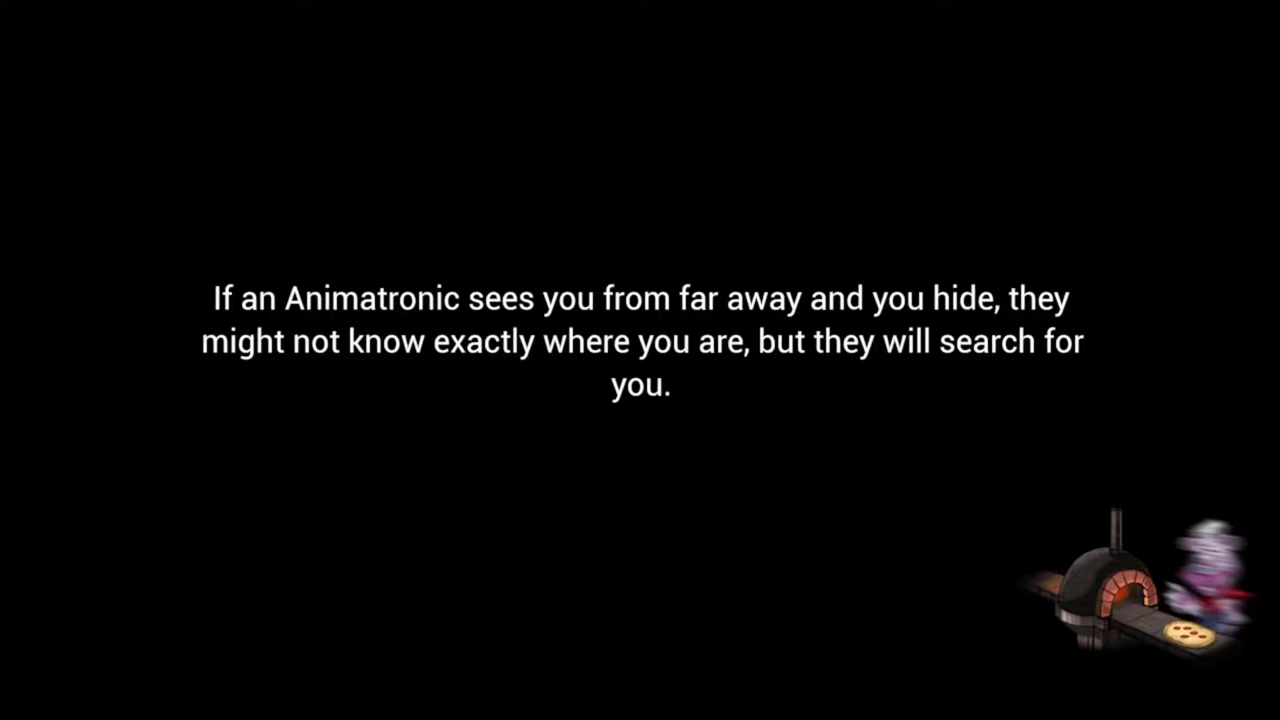 If an Animatronic sees you from far away and you hide, they
might not know exactly where you are, but they will search for
you.